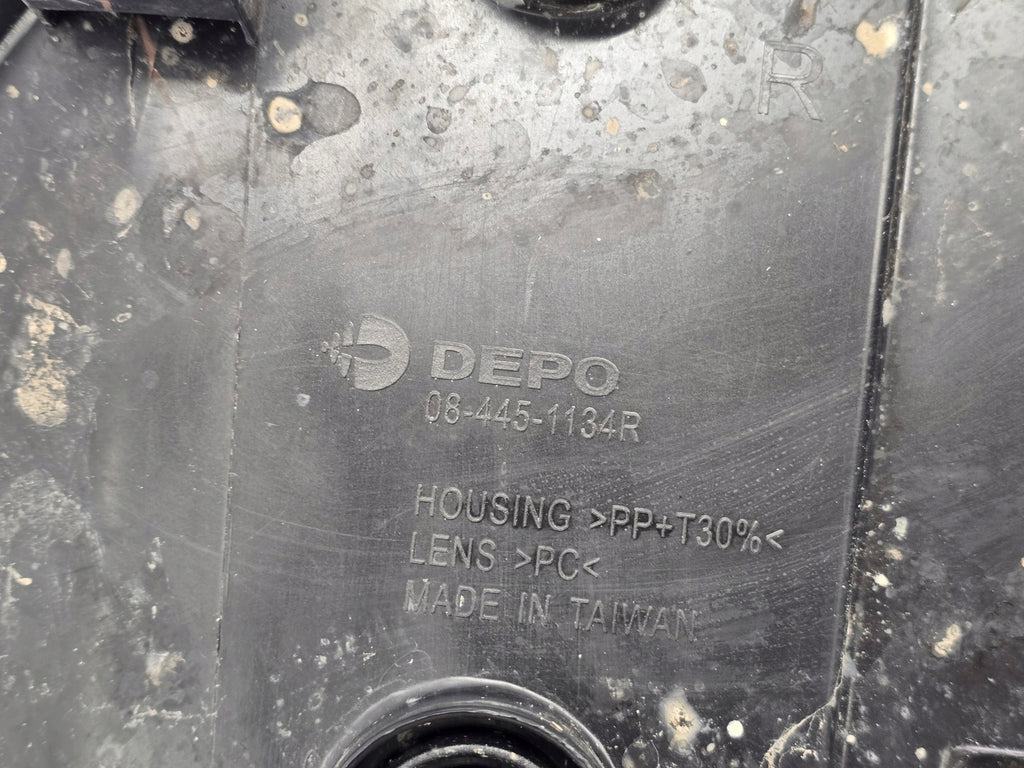 R
DEPO
08-445-1134R
HOUSING >PP+T30%<
LENS >PC<
MADE IN TAIWAN